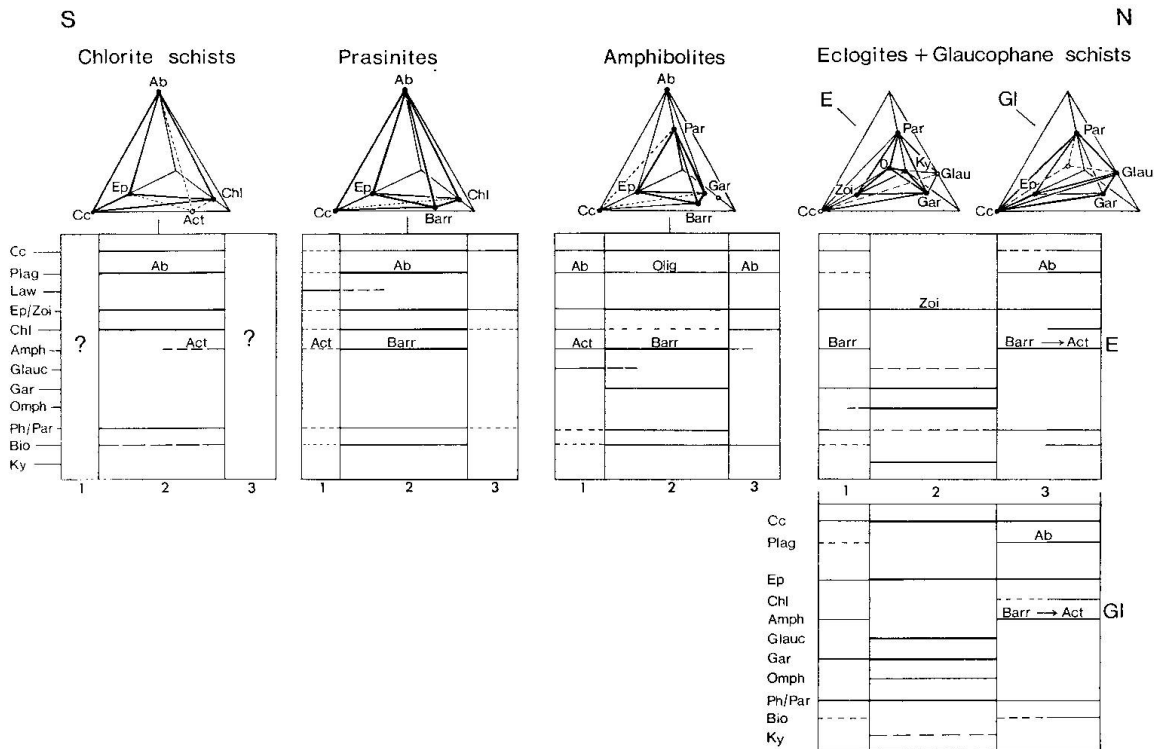 S N
Chlorite schists Prasinites Amphibolites Eclogites + Glaucophane schists
Ab Ab Ab E Gl
Par Par Par
Ky Glau Glau
Ep Chl Ep Chl Ep Gar O Zoi Gar Ep Gar
Cc Act Cc Barr Cc Barr Cc Cc
Cc
Plag Ab Ab Ab Olig Ab Ab
Law
Ep/Zoi Zoi
Chl
Amph ? Act ? Act Barr Act Barr Barr Barr → Act E
Glauc
Gar
Omph
Ph/Par
Bio
Ky
1 2 3 1 2 3 1 2 3 1 2 3
Cc
Plag Ab
Ep
Chl
Amph Barr → Act Gl
Glauc
Gar
Omph
Ph/Par
Bio
Ky